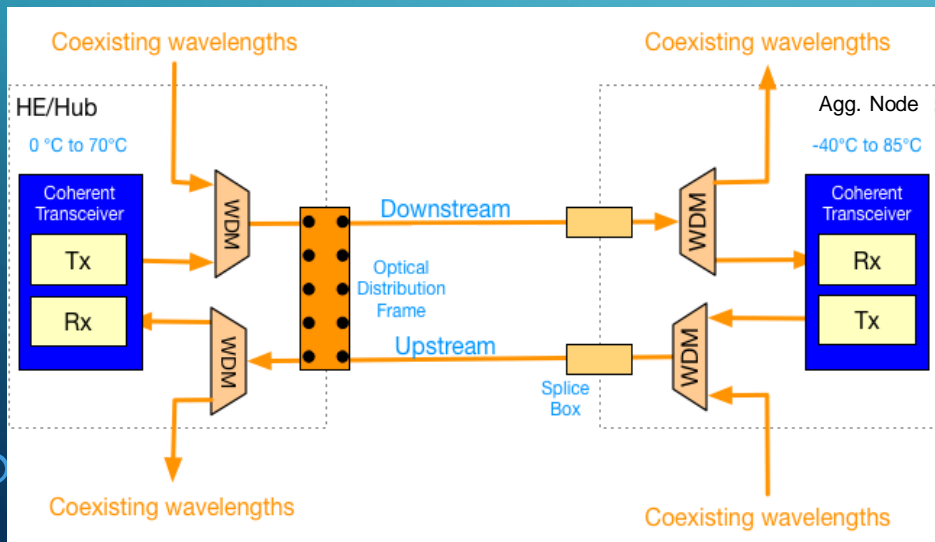 Coexisting wavelengths
Coexisting wavelengths
HE/Hub
Agg. Node
0 °C to 70°C
-40°C to 85°C
Coherent
Transceiver
Tx
Rx
WDM
WDM
Downstream
Optical
Distribution
Frame
Upstream
Splice
Box
WDM
WDM
Coherent
Transceiver
Rx
Tx
Coexisting wavelengths
Coexisting wavelengths